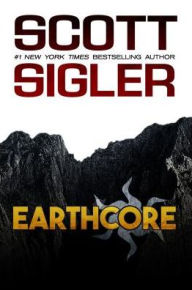 SCOTT
#1 NEW YORK TIMES BESTSELLING AUTHOR
SIGLER
EARTHCORE